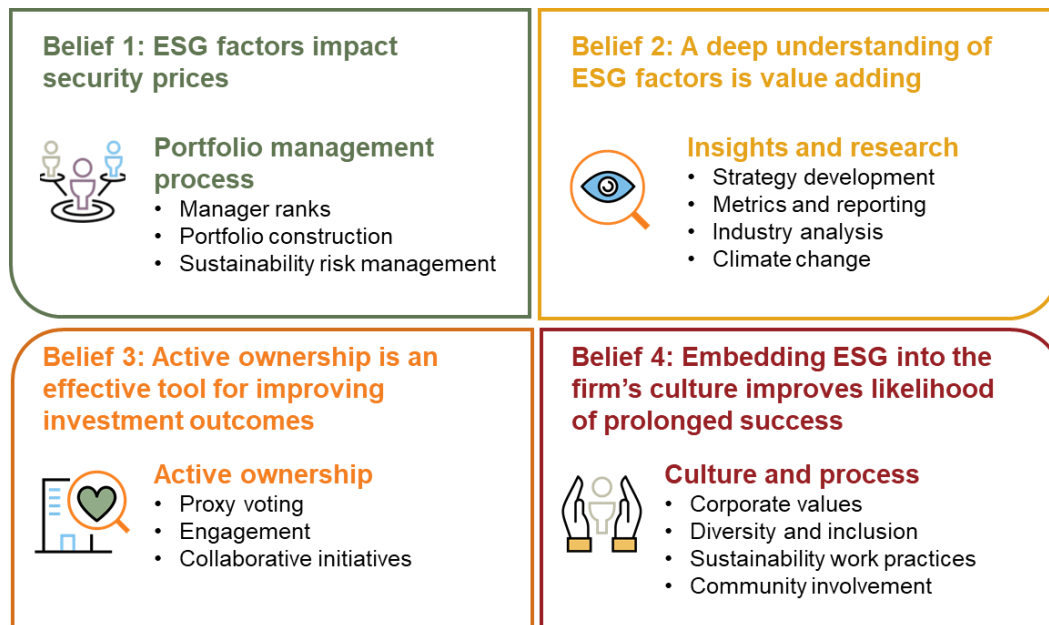 Belief 1: ESG factors impact
security prices
Portfolio management
process
• Manager ranks
• Portfolio construction
• Sustainability risk management
Belief 2: A deep understanding of
ESG factors is value adding
Insights and research
• Strategy development
• Metrics and reporting
• Industry analysis
• Climate change
Belief 3: Active ownership is an
effective tool for improving
investment outcomes
Active ownership
• Proxy voting
• Engagement
• Collaborative initiatives
Belief 4: Embedding ESG into the
firm’s culture improves likelihood
of prolonged success
Culture and process
• Corporate values
• Diversity and inclusion
• Sustainability work practices
• Community involvement